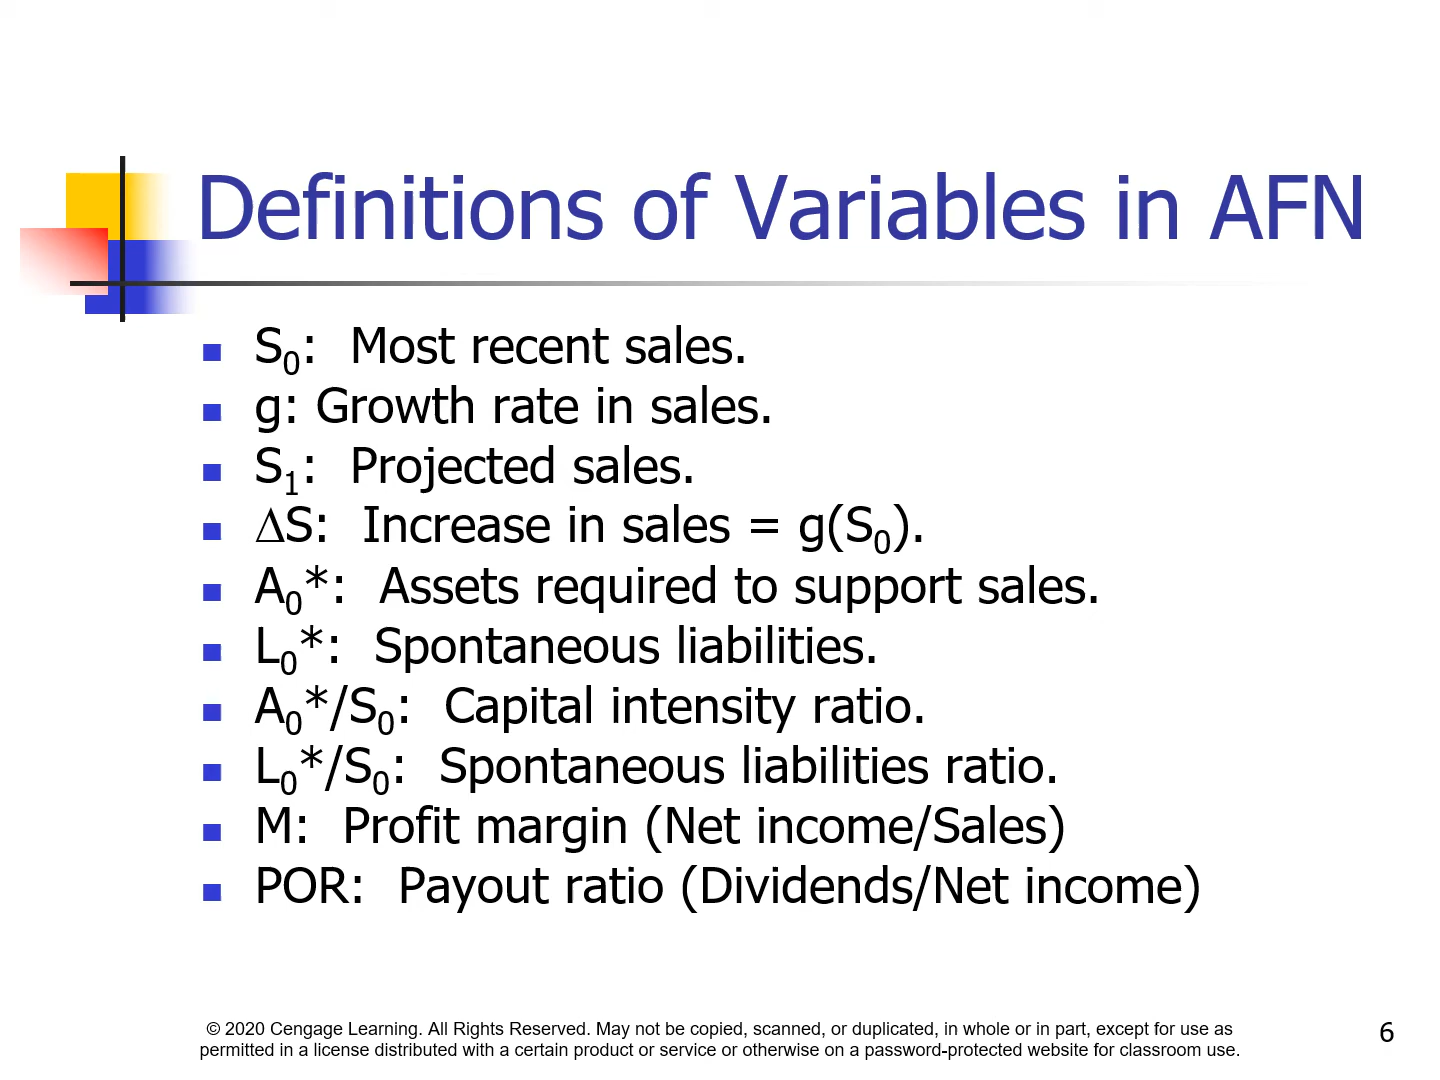 Definitions of Variables in AFN
S0: Most recent sales.
g: Growth rate in sales.
S1: Projected sales.
ΔS: Increase in sales = g(S0).
A0*: Assets required to support sales.
L0*: Spontaneous liabilities.
A0*/S0: Capital intensity ratio.
L0*/S0: Spontaneous liabilities ratio.
M: Profit margin (Net income/Sales)
POR: Payout ratio (Dividends/Net income)
© 2020 Cengage Learning. All Rights Reserved. May not be copied, scanned, or duplicated, in whole or in part, except for use as
permitted in a license distributed with a certain product or service or otherwise on a password-protected website for classroom use.
6